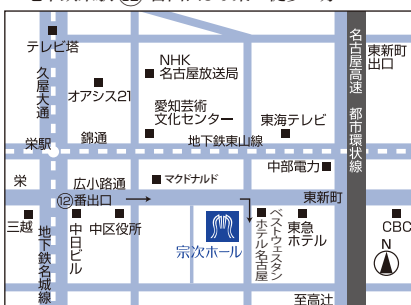 テレビ塔
久屋大通
オアシス21
NHK
名古屋放送局
愛知芸術
文化センター
東海テレビ
名古屋高速 都市環状線
東新町
出口
栄駅
錦通
地下鉄東山線
中部電力
栄
広小路通
マクドナルド
東新町
⑫番出口
三越
地下鉄名城線
中日ビル
中区役所
宗次ホール
ベストウェスタン
ホテル名古屋
東急
ホテル
CBC
N
至高辻